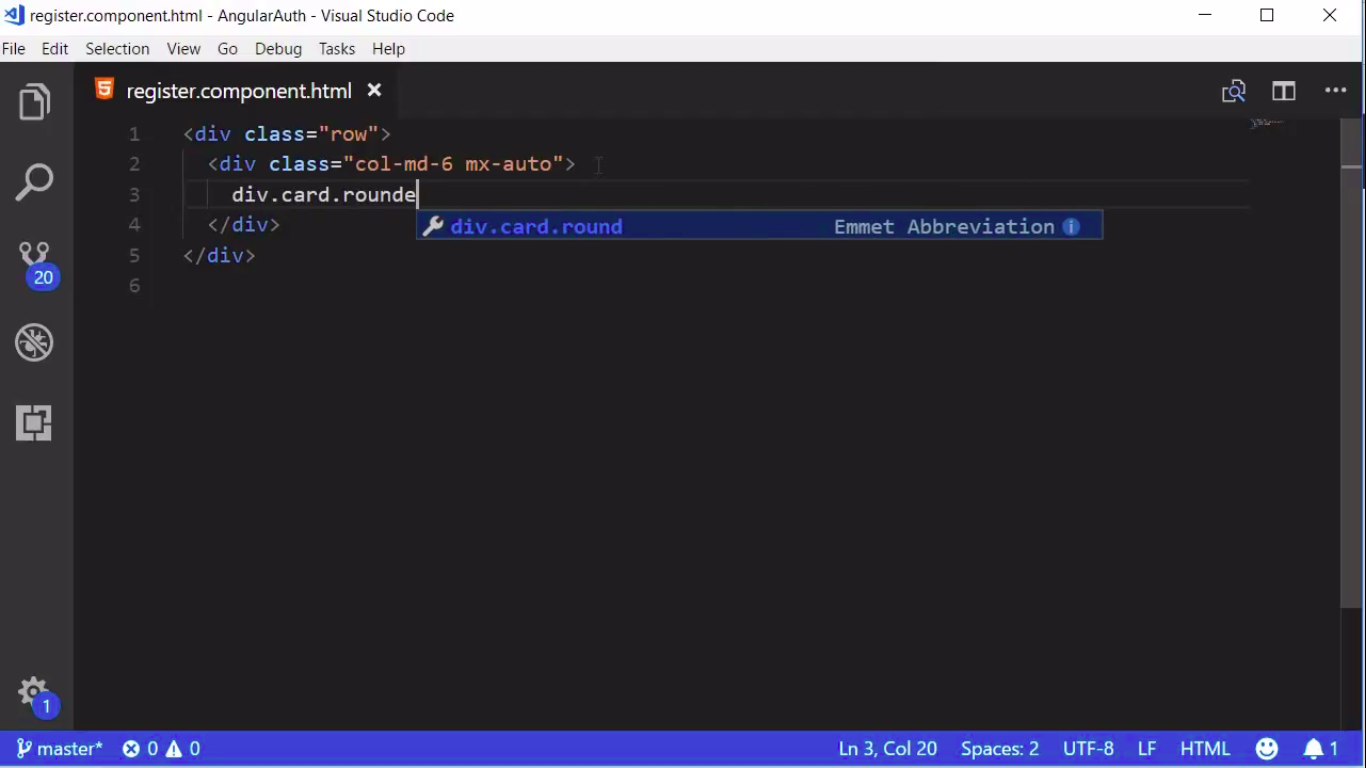 register.component.html - AngularAuth - Visual Studio Code
File Edit Selection View Go Debug Tasks Help
register.component.html
1 <div class="row">
2 <div class="col-md-6 mx-auto">
3 div.card.rounde
div.card.round Emmet Abbreviation
4 </div>
5 </div>
6
20
1
master* 0 0 Ln 3, Col 20 Spaces: 2 UTF-8 LF HTML 1